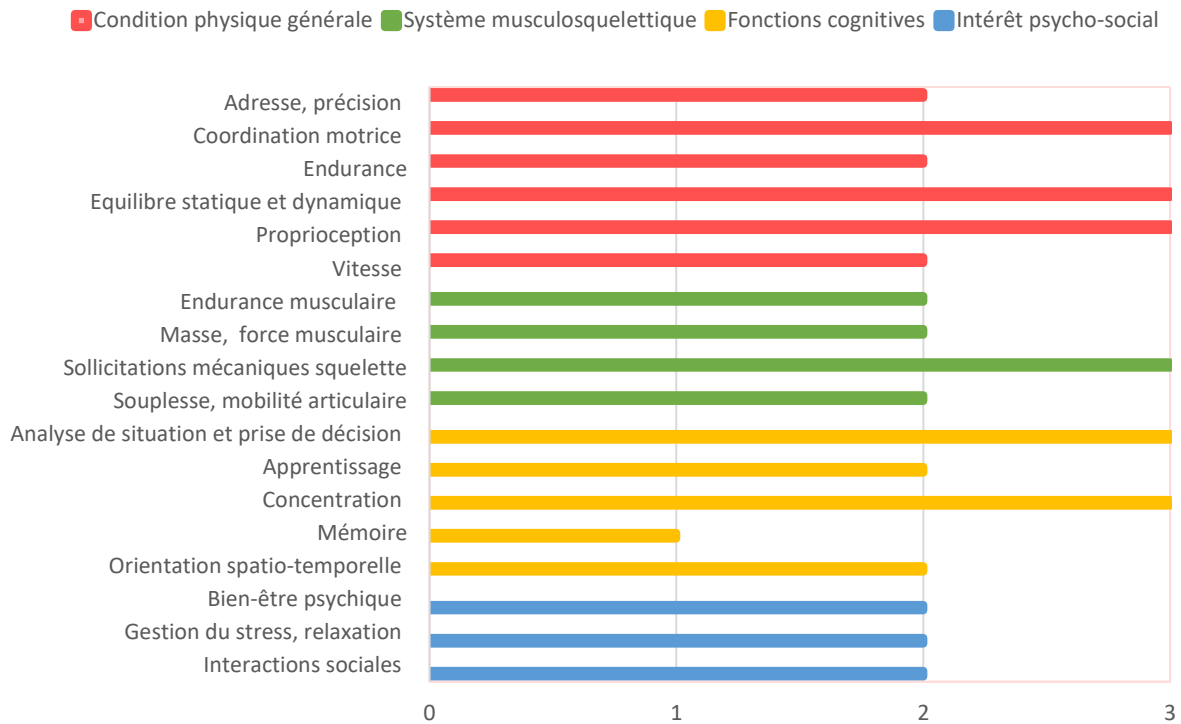 Condition physique générale Système musculosquelettique Fonctions cognitives Intérêt psycho-social
Adresse, précision
Coordination motrice
Endurance
Equilibre statique et dynamique
Proprioception
Vitesse
Endurance musculaire
Masse, force musculaire
Sollicitations mécaniques squelette
Souplesse, mobilité articulaire
Analyse de situation et prise de décision
Apprentissage
Concentration
Mémoire
Orientation spatio-temporelle
Bien-être psychique
Gestion du stress, relaxation
Interactions sociales
0 1 2 3